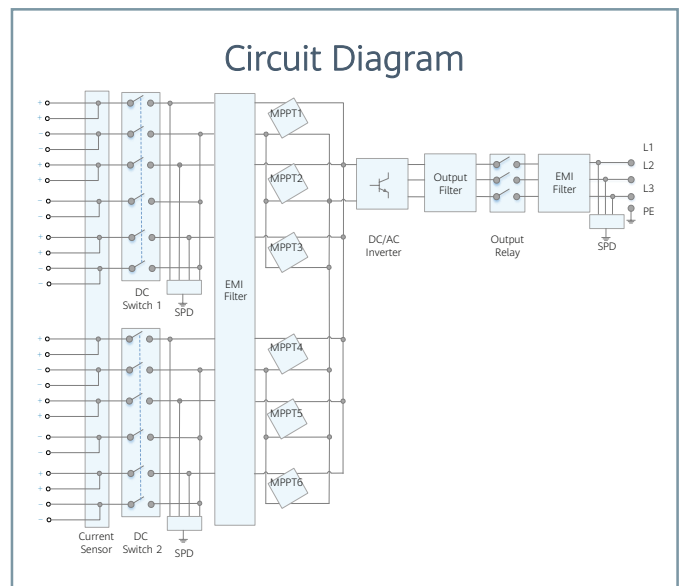 Circuit Diagram
+
+
−
−
+
+
−
−
+
+
−
−
DC
Switch 1
SPD
EMI
Filter
MPPT1
MPPT2
MPPT3
DC/AC
Inverter
Output
Filter
Output
Relay
EMI
Filter
L1
L2
L3
PE
SPD
+
+
−
−
+
+
−
−
+
+
−
−
Current
Sensor
DC
Switch 2
SPD
MPPT4
MPPT5
MPPT6